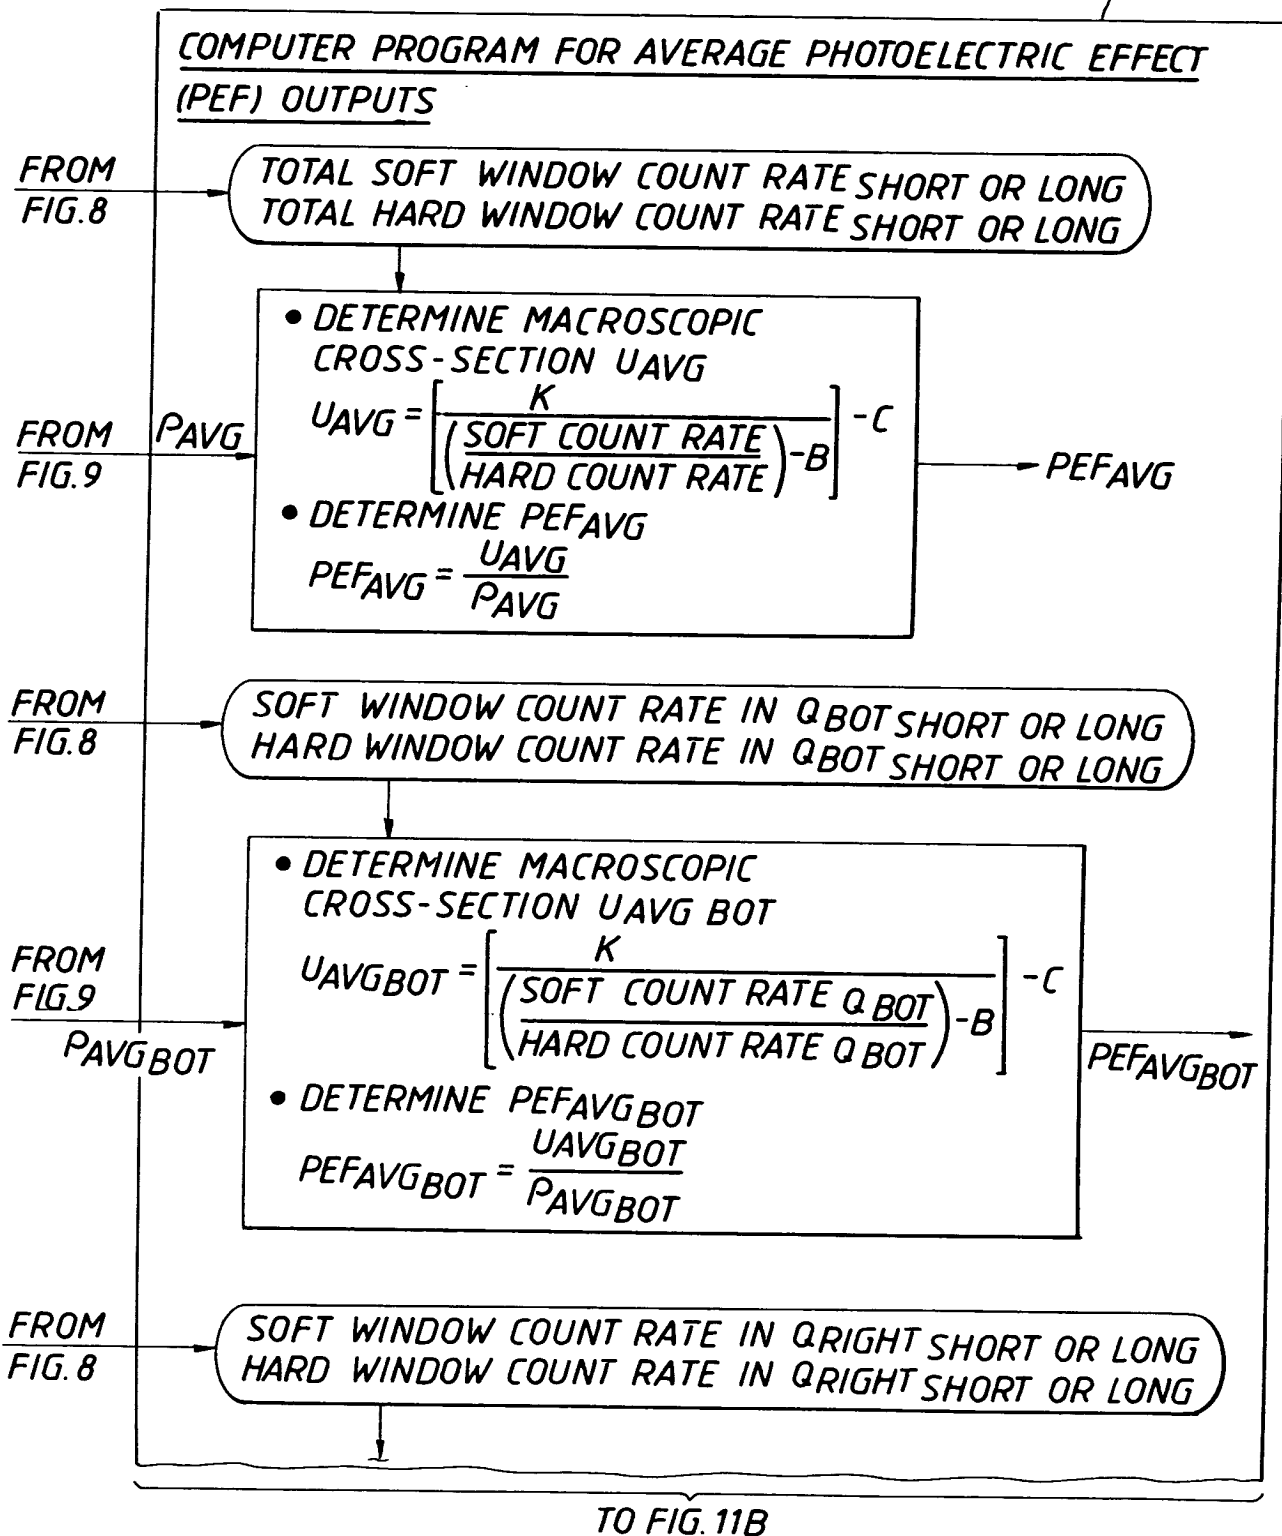 COMPUTER PROGRAM FOR AVERAGE PHOTOELECTRIC EFFECT
(PEF) OUTPUTS
FROM
FIG.8
TOTAL SOFT WINDOW COUNT RATE SHORT OR LONG
TOTAL HARD WINDOW COUNT RATE SHORT OR LONG
• DETERMINE MACROSCOPIC
CROSS-SECTION UAVG
FROM
FIG.9
ρAVG
UAVG = [K / ((SOFT COUNT RATE / HARD COUNT RATE) - B)] - C
PEFAVG
• DETERMINE PEFAVG
PEFAVG = UAVG / ρAVG
FROM
FIG.8
SOFT WINDOW COUNT RATE IN QBOT SHORT OR LONG
HARD WINDOW COUNT RATE IN QBOT SHORT OR LONG
• DETERMINE MACROSCOPIC
CROSS-SECTION UAVG BOT
FROM
FIG.9
ρAVGBOT
UAVGBOT = [K / ((SOFT COUNT RATE QBOT / HARD COUNT RATE QBOT) - B)] - C
PEFAVGBOT
• DETERMINE PEFAVGBOT
PEFAVGBOT = UAVGBOT / ρAVGBOT
FROM
FIG.8
SOFT WINDOW COUNT RATE IN QRIGHT SHORT OR LONG
HARD WINDOW COUNT RATE IN QRIGHT SHORT OR LONG
TO FIG.11B